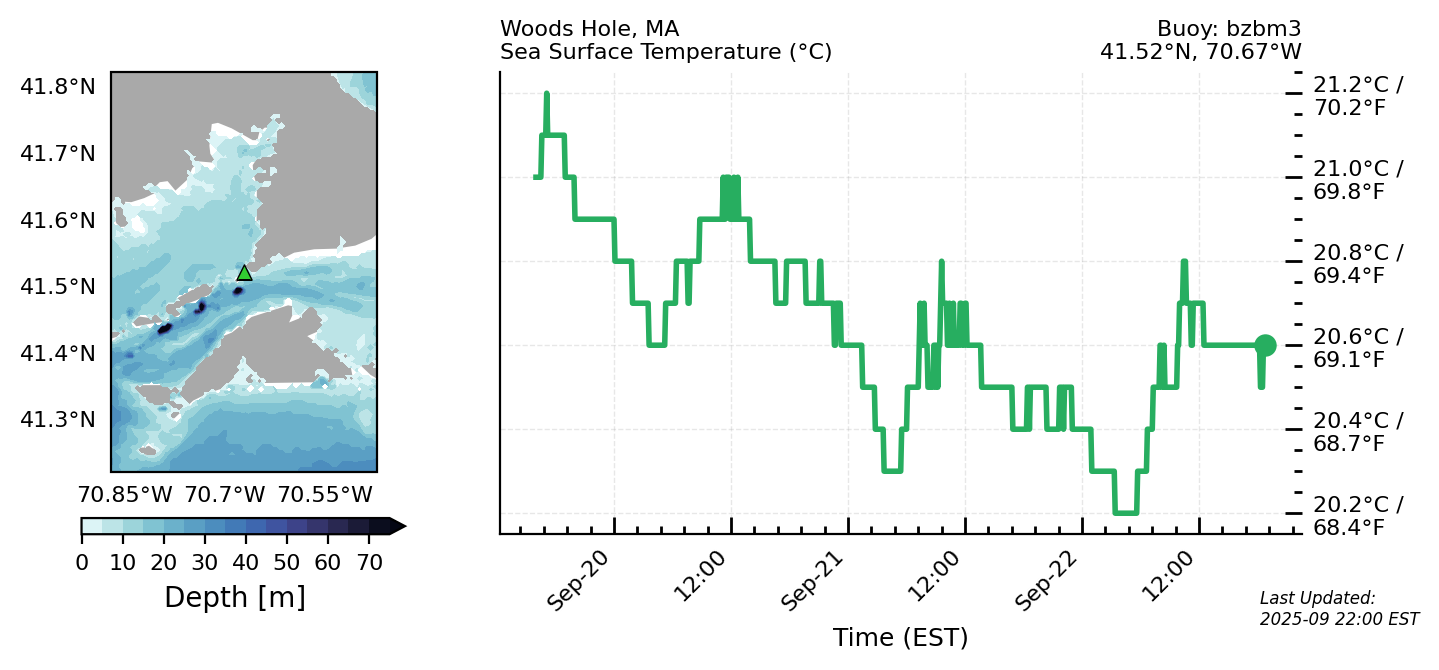 Woods Hole, MA
Sea Surface Temperature (°C)
Buoy: bzbm3
41.52°N, 70.67°W
41.8°N
41.7°N
41.6°N
41.5°N
41.4°N
41.3°N
70.85°W 70.7°W 70.55°W
0 10 20 30 40 50 60 70
Depth [m]
21.2°C /
70.2°F
21.0°C /
69.8°F
20.8°C /
69.4°F
20.6°C /
69.1°F
20.4°C /
68.7°F
20.2°C /
68.4°F
Sep-20 12:00 Sep-21 12:00 Sep-22 12:00
Time (EST)
Last Updated:
2025-09 22:00 EST